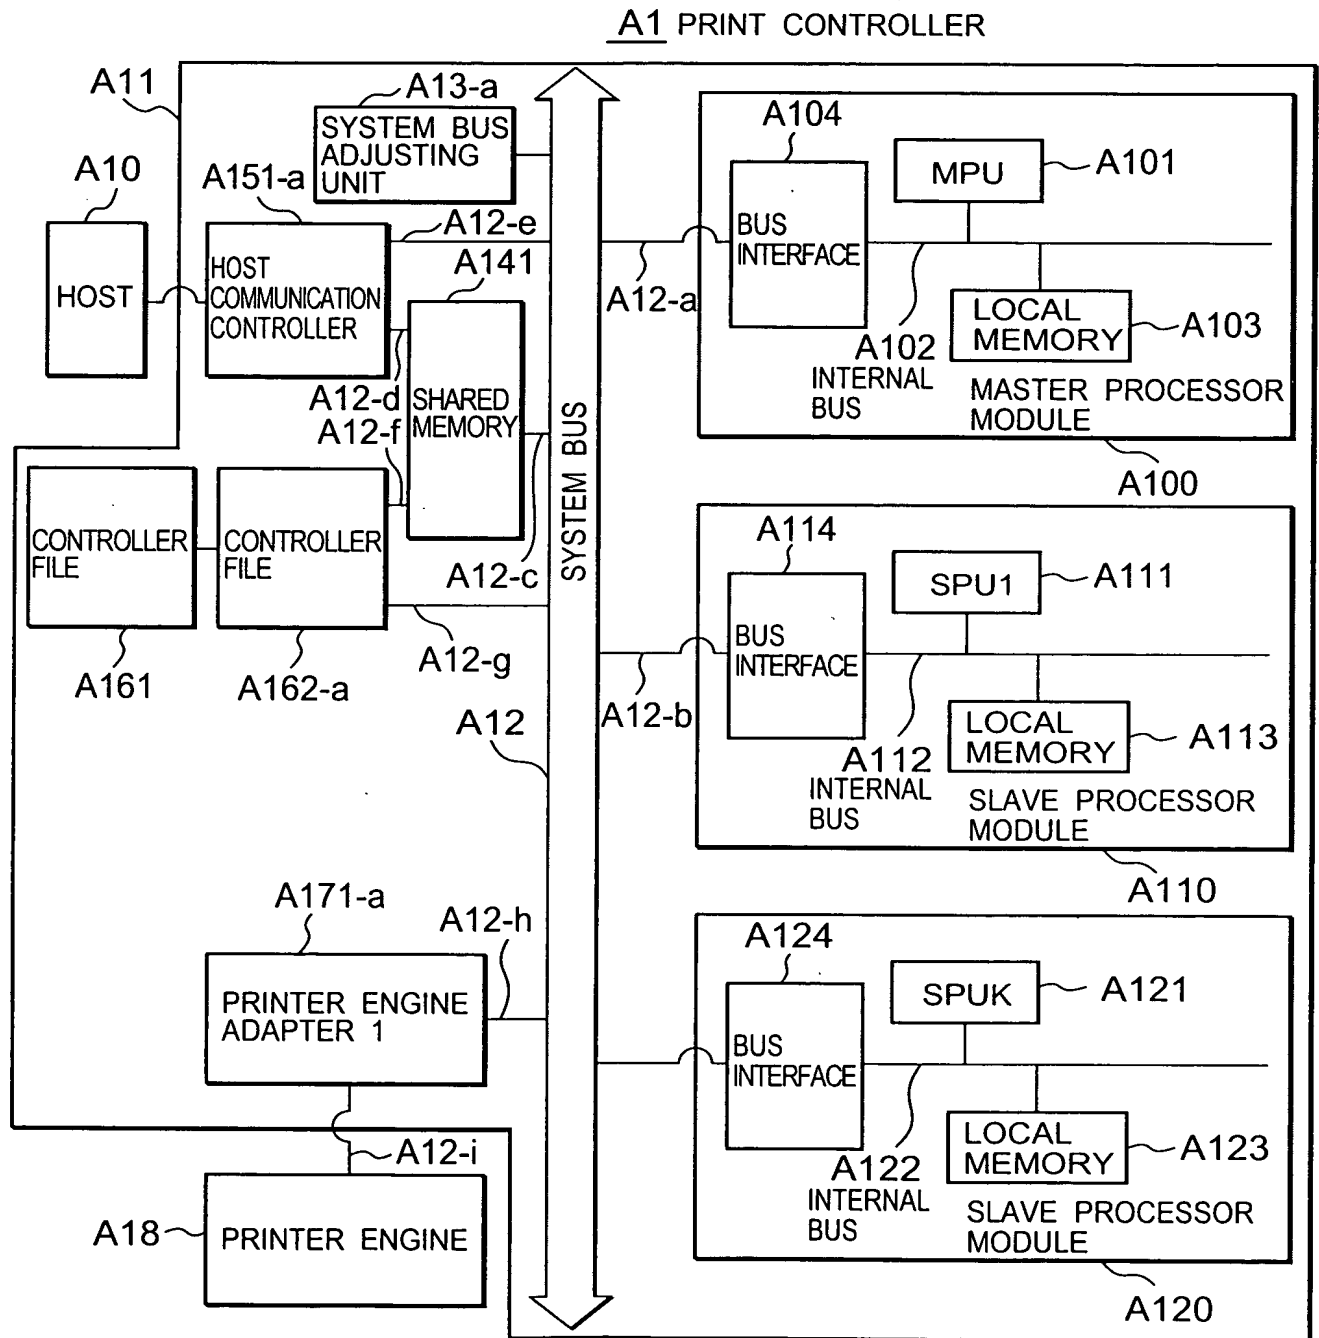 A1 PRINT CONTROLLER
A11
A13-a
SYSTEM BUS
ADJUSTING
UNIT
A10
HOST
A151-a
HOST
COMMUNICATION
CONTROLLER
A12-e
A141
SHARED
MEMORY
A12-d
A12-f
A12-c
CONTROLLER
FILE
A161
CONTROLLER
FILE
A162-a
A12-g
A12
SYSTEM BUS
A171-a
PRINTER ENGINE
ADAPTER 1
A12-h
A12-i
A18
PRINTER ENGINE
A12-a
A104
BUS
INTERFACE
MPU
A101
A102
INTERNAL
BUS
LOCAL
MEMORY
A103
MASTER PROCESSOR
MODULE
A100
A12-b
A114
BUS
INTERFACE
SPU1
A111
A112
INTERNAL
BUS
LOCAL
MEMORY
A113
SLAVE PROCESSOR
MODULE
A110
A124
BUS
INTERFACE
SPUK
A121
A122
INTERNAL
BUS
LOCAL
MEMORY
A123
SLAVE PROCESSOR
MODULE
A120